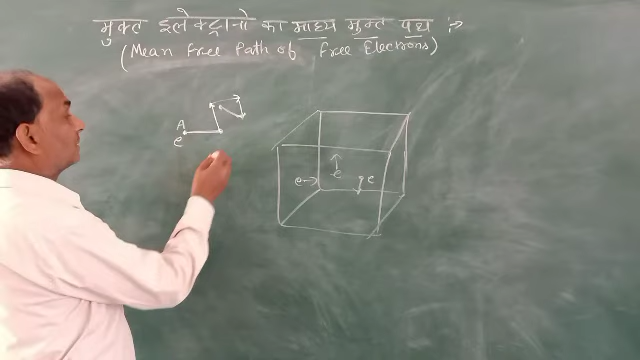 मुक्त इलेक्ट्रानो का माध्य मुक्त पथ :→
(Mean Free Path of Free Electrons)
A
e
e→ e e